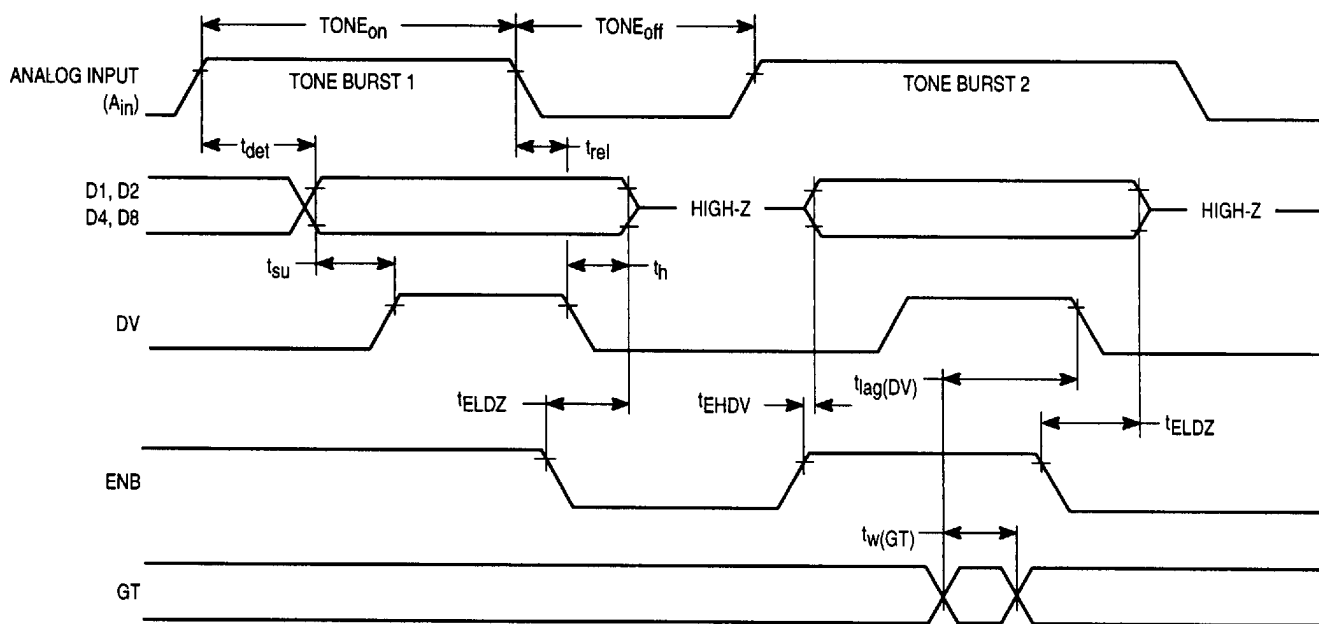 TONEon
TONEoff
ANALOG INPUT
(Ain)
TONE BURST 1
TONE BURST 2
tdet
trel
D1, D2
D4, D8
HIGH-Z
HIGH-Z
tsu
th
DV
tELDZ
tEHDV
tlag(DV)
tELDZ
ENB
tw(GT)
GT